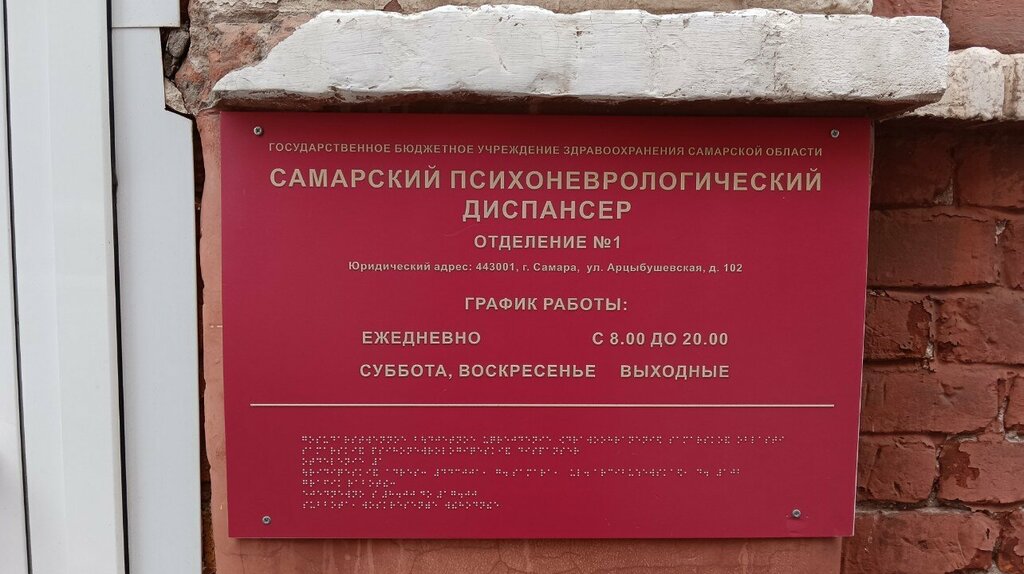 ГОСУДАРСТВЕННОЕ БЮДЖЕТНОЕ УЧРЕЖДЕНИЕ ЗДРАВООХРАНЕНИЯ САМАРСКОЙ ОБЛАСТИ
САМАРСКИЙ ПСИХОНЕВРОЛОГИЧЕСКИЙ
ДИСПАНСЕР
ОТДЕЛЕНИЕ №1
Юридический адрес: 443001, г. Самара, ул. Арцыбушевская, д. 102
ГРАФИК РАБОТЫ:
ЕЖЕДНЕВНО С 8.00 ДО 20.00
СУББОТА, ВОСКРЕСЕНЬЕ ВЫХОДНЫЕ